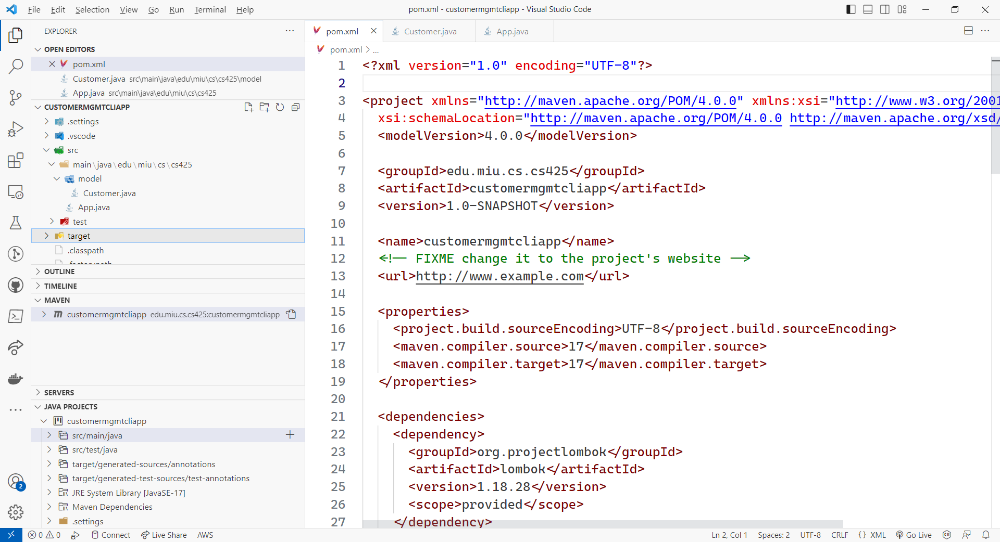 File Edit Selection View Go Run Terminal Help
pom.xml - customermgmtcliapp - Visual Studio Code
EXPLORER
OPEN EDITORS
pom.xml
Customer.java src\main\java\edu\miu\cs\cs425\model
App.java src\main\java\edu\miu\cs\cs425
CUSTOMERMGMTCLIAPP
.settings
.vscode
src
main\java\edu\miu\cs\cs425
model
Customer.java
App.java
test
target
.classpath
.factorypath
OUTLINE
TIMELINE
MAVEN
customermgmtcliapp edu.miu.cs.cs425:customermgmtcliapp
SERVERS
JAVA PROJECTS
customermgmtcliapp
src/main/java
src/test/java
target/generated-sources/annotations
target/generated-test-sources/test-annotations
JRE System Library [JavaSE-17]
Maven Dependencies
.settings
2
pom.xml Customer.java App.java
pom.xml > ...
1 <?xml version="1.0" encoding="UTF-8"?>
2
3 <project xmlns="http://maven.apache.org/POM/4.0.0" xmlns:xsi="http://www.w3.org/2001
4 xsi:schemaLocation="http://maven.apache.org/POM/4.0.0 http://maven.apache.org/xsd/
5 <modelVersion>4.0.0</modelVersion>
6
7 <groupId>edu.miu.cs.cs425</groupId>
8 <artifactId>customermgmtcliapp</artifactId>
9 <version>1.0-SNAPSHOT</version>
10
11 <name>customermgmtcliapp</name>
12 <!-- FIXME change it to the project's website -->
13 <url>http://www.example.com</url>
14
15 <properties>
16 <project.build.sourceEncoding>UTF-8</project.build.sourceEncoding>
17 <maven.compiler.source>17</maven.compiler.source>
18 <maven.compiler.target>17</maven.compiler.target>
19 </properties>
20
21 <dependencies>
22 <dependency>
23 <groupId>org.projectlombok</groupId>
24 <artifactId>lombok</artifactId>
25 <version>1.18.28</version>
26 <scope>provided</scope>
27 </dependency>
0 0 Connect Live Share AWS
Ln 2, Col 1 Spaces: 2 UTF-8 CRLF {} XML Go Live